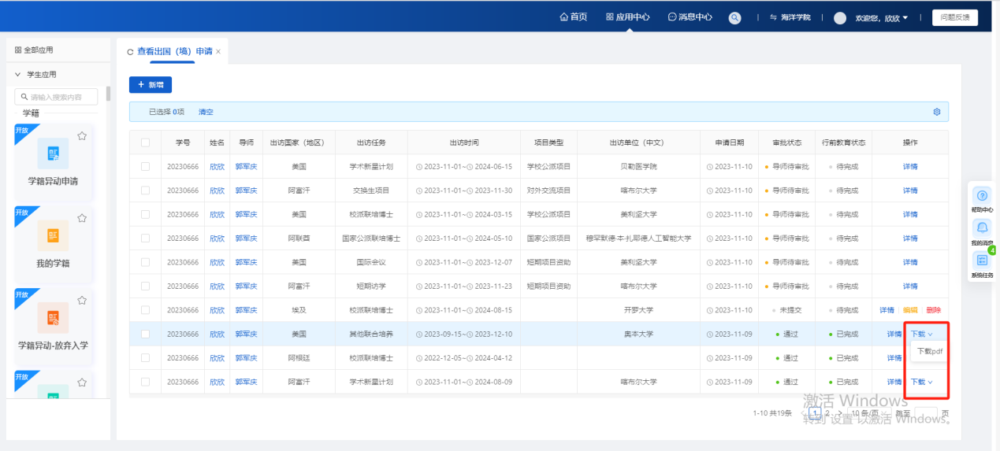 首页 应用中心 消息中心 海洋学院 欢迎您, 欣欣 问题反馈
全部应用
学生应用
请输入搜索内容
学籍
开放
学籍异动申请
开放
我的学籍
开放
学籍异动-放弃入学
开放
查看出国（境）申请 ×
+ 新增
已选择 0项 清空
学号 姓名 导师 出访国家（地区） 出访任务 出访时间 项目类型 出访单位（中文） 申请日期 审批状态 行前教育状态 操作
20230666 欣欣 郭军庆 美国 学术新星计划 2023-11-01~2024-06-15 学校公派项目 贝勒医学院 2023-11-10 导师待审批 待完成 详情
20230666 欣欣 郭军庆 阿富汗 交换生项目 2023-11-01~2023-11-30 对外交流项目 喀布尔大学 2023-11-10 导师待审批 待完成 详情
20230666 欣欣 郭军庆 美国 校派联培博士 2023-11-01~2024-03-15 学校公派项目 美利坚大学 2023-11-10 导师待审批 待完成 详情
20230666 欣欣 郭军庆 阿联酋 国家公派联培博士 2023-11-01~2024-05-10 国家公派项目 穆罕默德·本·扎耶德人工智能大学 2023-11-10 导师待审批 待完成 详情
20230666 欣欣 郭军庆 美国 国际会议 2023-11-01~2023-12-07 短期项目资助 美利坚大学 2023-11-10 导师待审批 待完成 详情
20230666 欣欣 郭军庆 阿富汗 短期访学 2023-11-01~2023-11-23 短期项目资助 喀布尔大学 2023-11-10 导师待审批 待完成 详情
20230666 欣欣 郭军庆 埃及 校派联培博士 2023-11-01~2024-08-15 开罗大学 2023-11-10 未提交 待完成 详情 编辑 删除
20230666 欣欣 郭军庆 美国 其他联合培养 2023-09-15~2023-12-10 奥本大学 2023-11-09 通过 已完成 详情 下载
下载pdf
20230666 欣欣 郭军庆 阿根廷 校派联培博士 2022-12-05~2024-04-12 2023-11-09 通过 已完成 详情
20230666 欣欣 郭军庆 阿富汗 学术新星计划 2023-11-01~2024-08-09 喀布尔大学 2023-11-09 通过 已完成 详情 下载
1-10 共19条 < 1 2 > 10 条/页 跳至 页
激活 Windows
转到"设置"以激活 Windows。
帮助中心
我的消息
4
系统任务